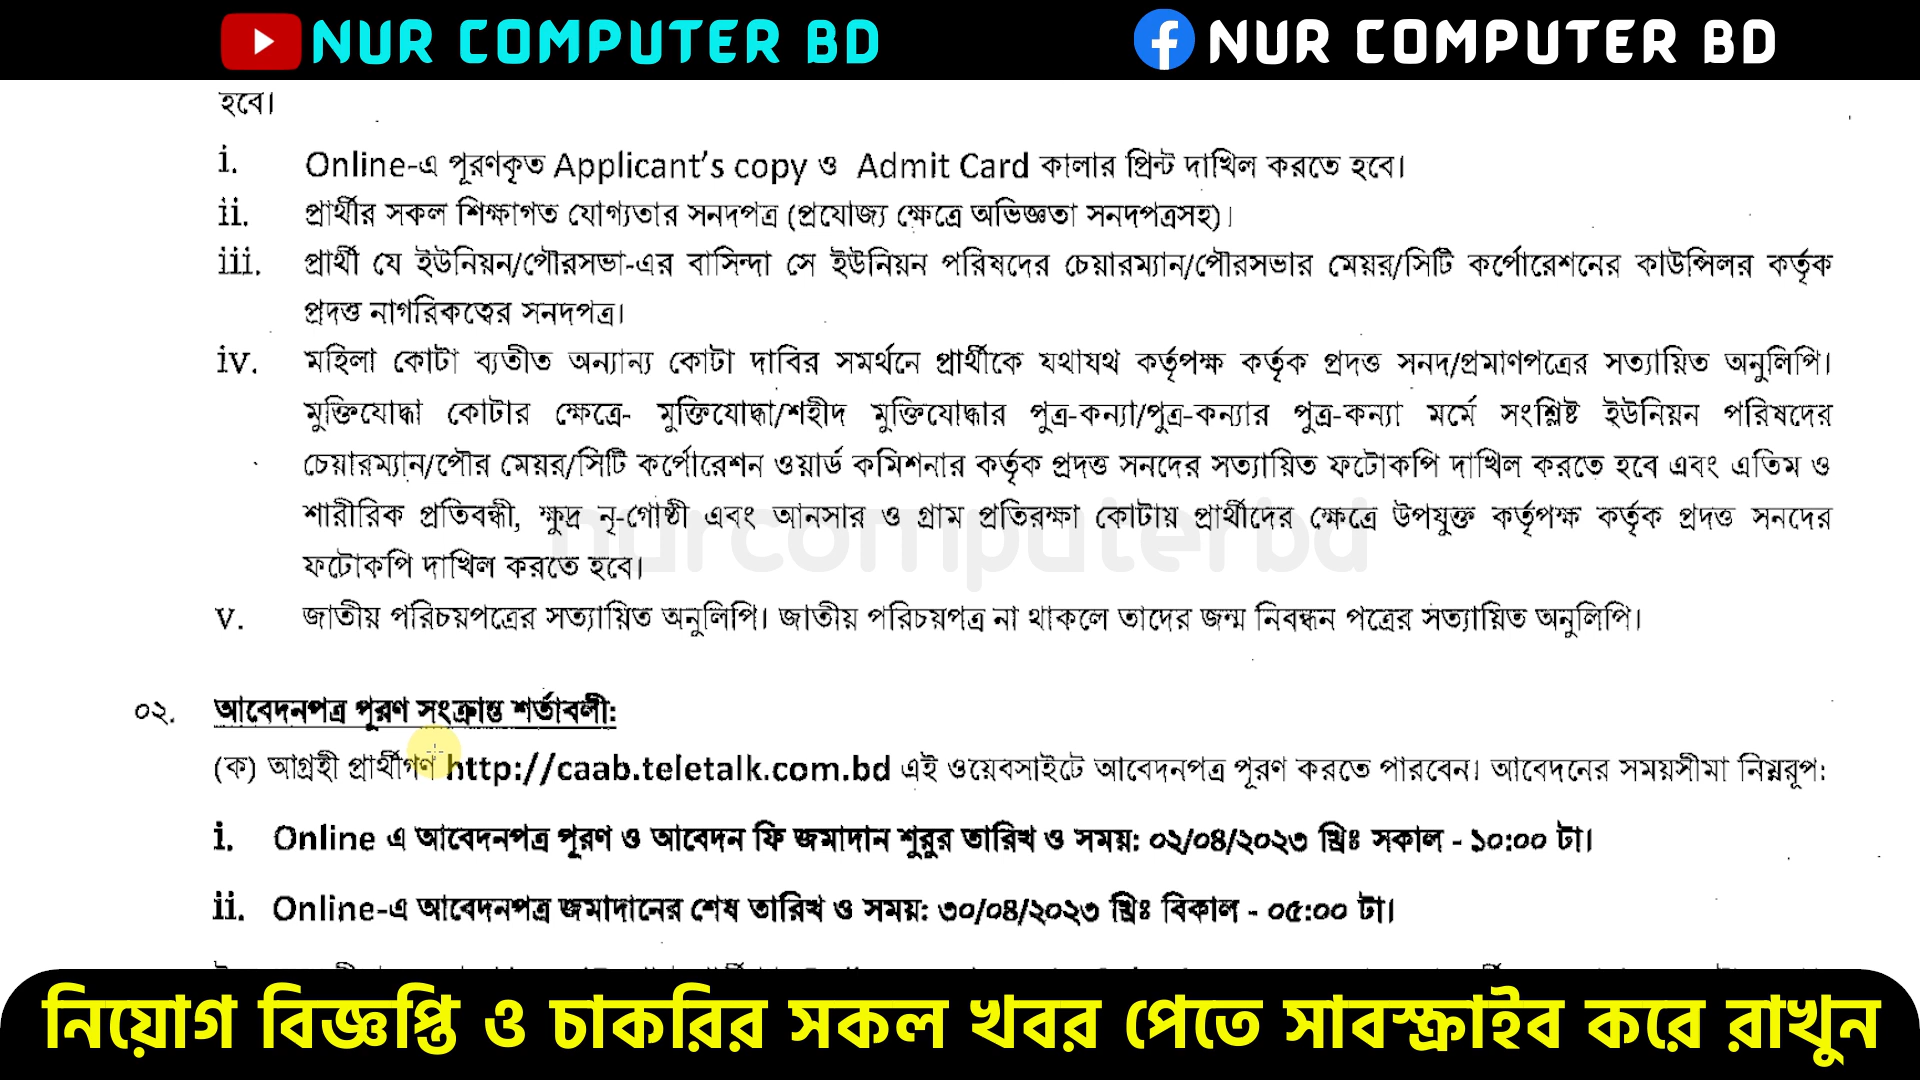 NUR COMPUTER BD NUR COMPUTER BD
হবে।
i. Online-এ পূরণকৃত Applicant's copy ও Admit Card কালার প্রিন্ট দাখিল করতে হবে।
ii. প্রার্থীর সকল শিক্ষাগত যোগ্যতার সনদপত্র (প্রযোজ্য ক্ষেত্রে অভিজ্ঞতা সনদপত্রসহ)।
iii. প্রার্থী যে ইউনিয়ন/পৌরসভা-এর বাসিন্দা সে ইউনিয়ন পরিষদের চেয়ারম্যান/পৌরসভার মেয়র/সিটি কর্পোরেশনের কাউন্সিলর কর্তৃক
প্রদত্ত নাগরিকত্বের সনদপত্র।
iv. মহিলা কোটা ব্যতীত অন্যান্য কোটা দাবির সমর্থনে প্রার্থীকে যথাযথ কর্তৃপক্ষ কর্তৃক প্রদত্ত সনদ/প্রমাণপত্রের সত্যায়িত অনুলিপি।
মুক্তিযোদ্ধা কোটার ক্ষেত্রে- মুক্তিযোদ্ধা/শহীদ মুক্তিযোদ্ধার পুত্র-কন্যা/পুত্র-কন্যার পুত্র-কন্যা মর্মে সংশ্লিষ্ট ইউনিয়ন পরিষদের
চেয়ারম্যান/পৌর মেয়র/সিটি কর্পোরেশন ওয়ার্ড কমিশনার কর্তৃক প্রদত্ত সনদের সত্যায়িত ফটোকপি দাখিল করতে হবে এবং এতিম ও
শারীরিক প্রতিবন্ধী, ক্ষুদ্র নৃ-গোষ্ঠী এবং আনসার ও গ্রাম প্রতিরক্ষা কোটায় প্রার্থীদের ক্ষেত্রে উপযুক্ত কর্তৃপক্ষ কর্তৃক প্রদত্ত সনদের
nurcomputerbd
ফটোকপি দাখিল করতে হবে।
v. জাতীয় পরিচয়পত্রের সত্যায়িত অনুলিপি। জাতীয় পরিচয়পত্র না থাকলে তাদের জন্ম নিবন্ধন পত্রের সত্যায়িত অনুলিপি।
০২. আবেদনপত্র পূরণ সংক্রান্ত শর্তাবলী:
(ক) আগ্রহী প্রার্থীগণ http://caab.teletalk.com.bd এই ওয়েবসাইটে আবেদনপত্র পূরণ করতে পারবেন। আবেদনের সময়সীমা নিম্নরূপ:
i. Online এ আবেদনপত্র পূরণ ও আবেদন ফি জমাদান শুরুর তারিখ ও সময়: ০২/০৪/২০২৩ খ্রিঃ সকাল - ১০:০০ টা।
ii. Online-এ আবেদনপত্র জমাদানের শেষ তারিখ ও সময়: ৩০/০৪/২০২৩ খ্রিঃ বিকাল - ০৫:০০ টা।
নিয়োগ বিজ্ঞপ্তি ও চাকরির সকল খবর পেতে সাবস্ক্রাইব করে রাখুন